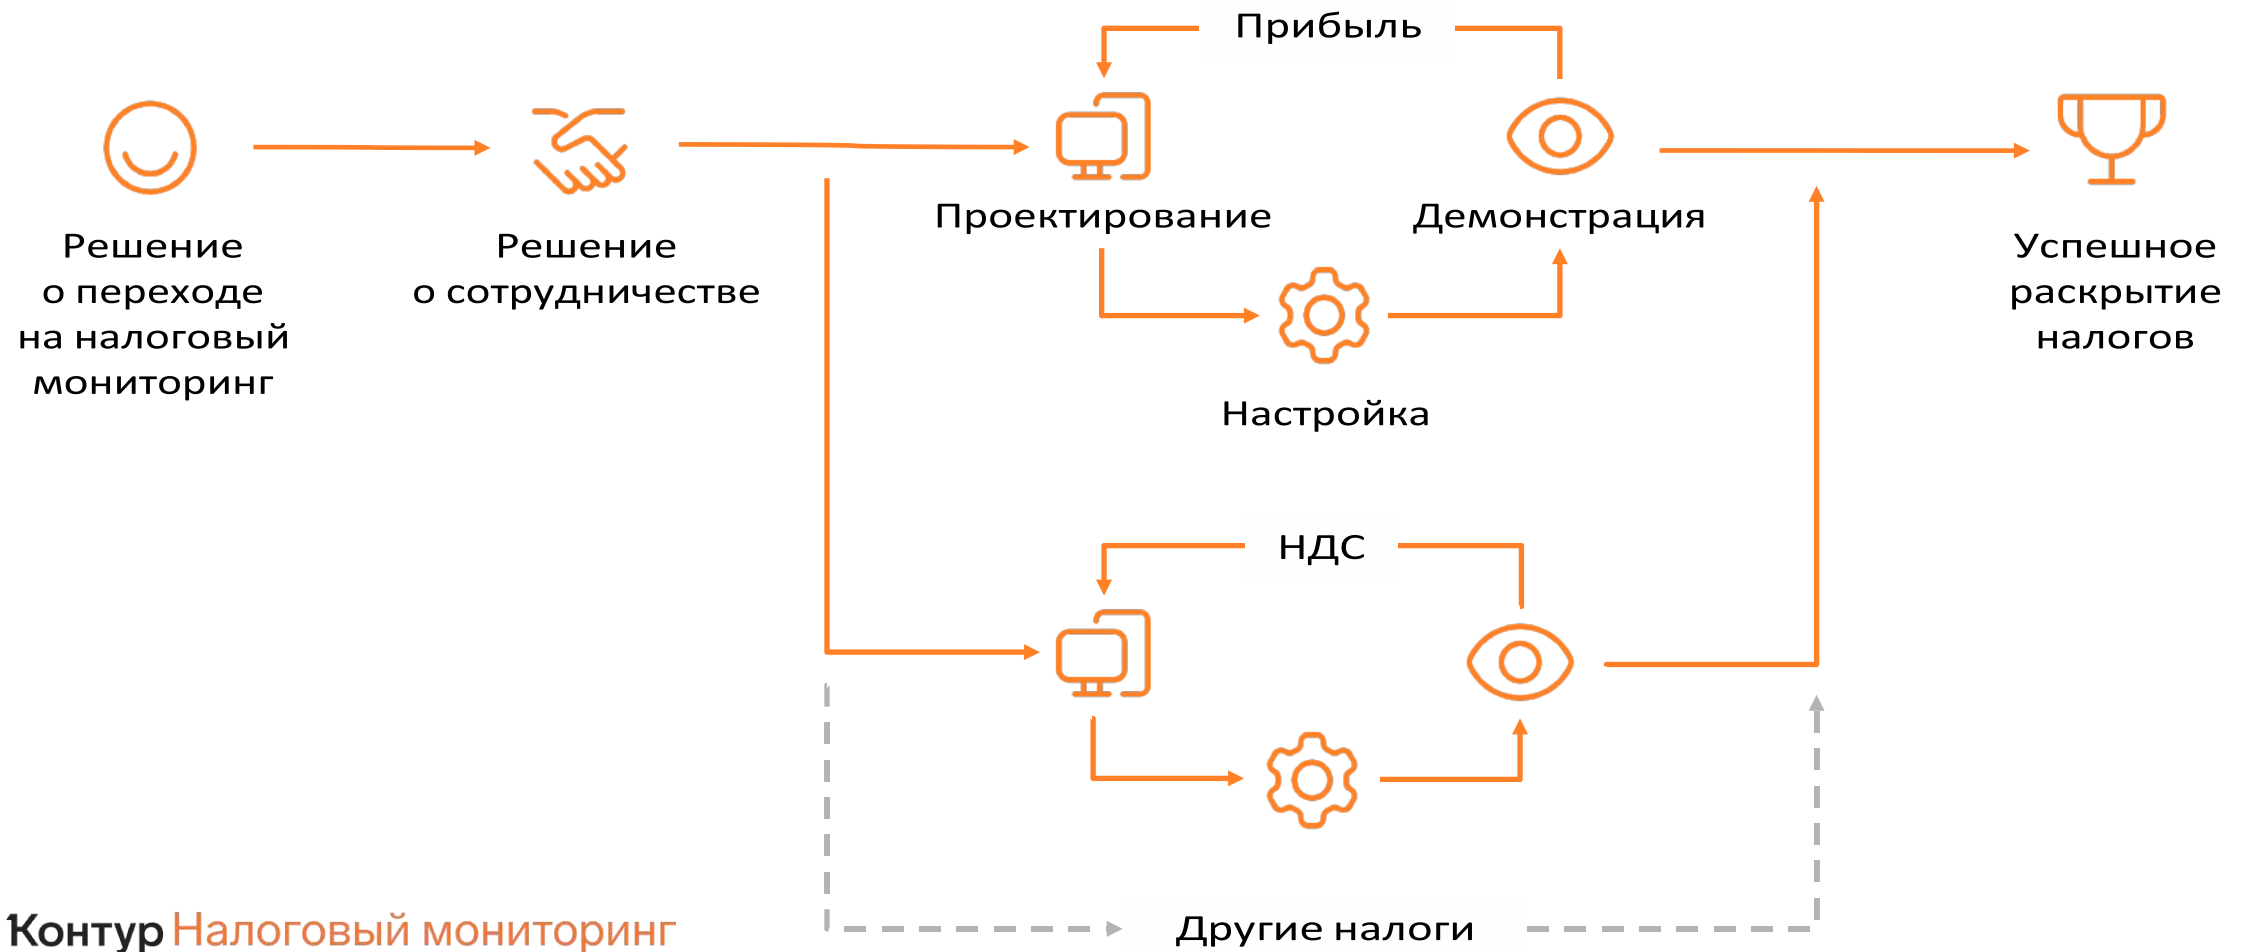 Прибыль
Решение
о переходе
на налоговый
мониторинг
Решение
о сотрудничестве
Проектирование
Демонстрация
Настройка
Успешное
раскрытие
налогов
НДС
Другие налоги
Контур Налоговый мониторинг